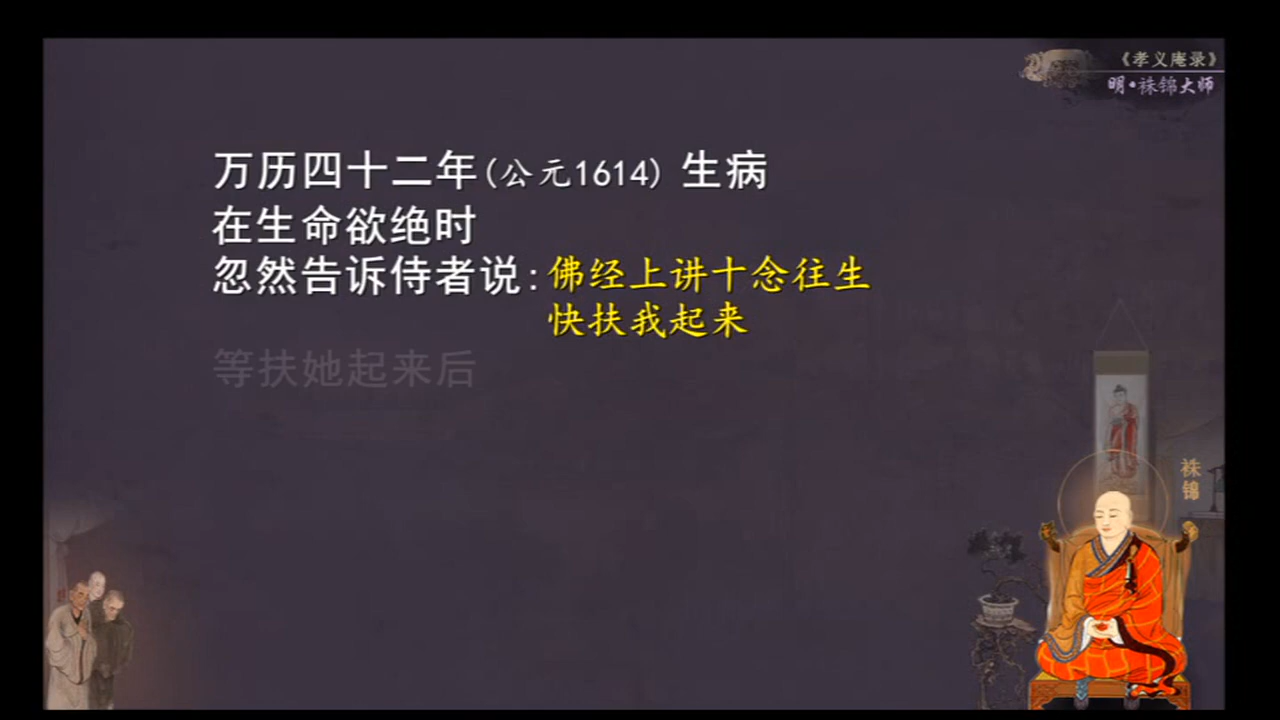 《孝义庵录》
明·袾锦大师
万历四十二年(公元1614) 生病
在生命欲绝时
忽然告诉侍者说:佛经上讲十念往生
快扶我起来
等扶她起来后
袾锦